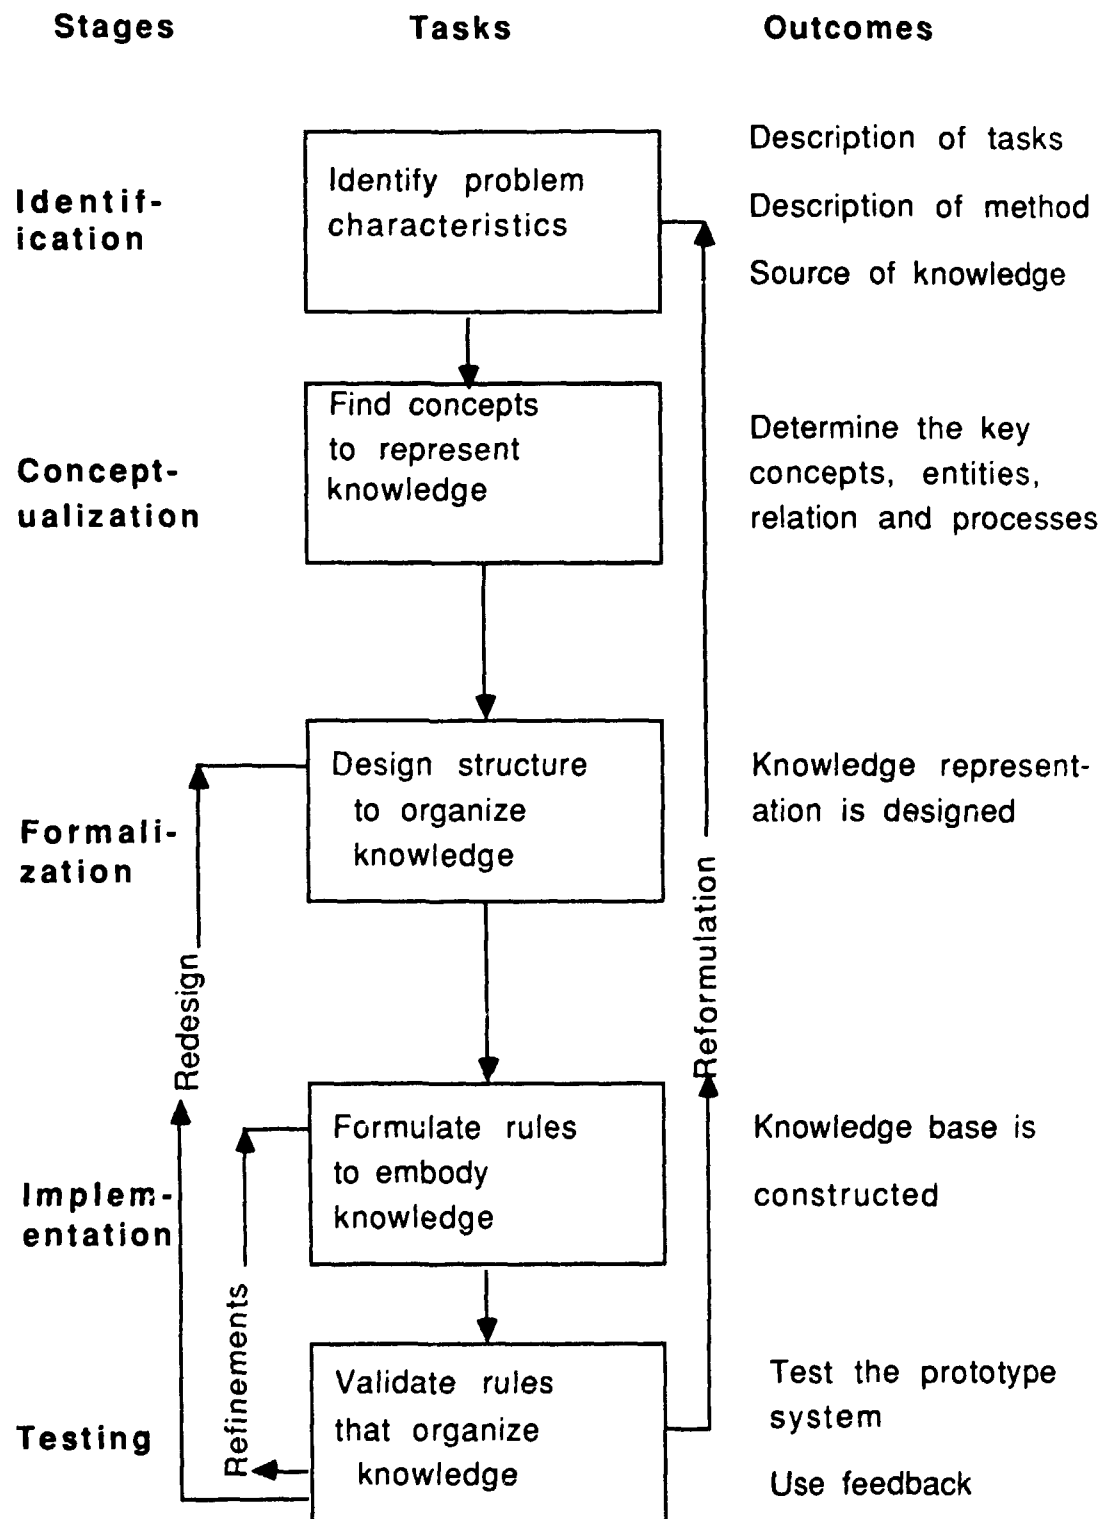 Stages Tasks Outcomes
Identif-
ication
Identify problem
characteristics
Description of tasks
Description of method
Source of knowledge
Concept-
ualization
Find concepts
to represent
knowledge
Determine the key
concepts, entities,
relation and processes
Formali-
zation
Design structure
to organize
knowledge
Knowledge represent-
ation is designed
Redesign
Reformulation
Implem-
entation
Formulate rules
to embody
knowledge
Knowledge base is
constructed
Refinements
Testing
Validate rules
that organize
knowledge
Test the prototype
system
Use feedback